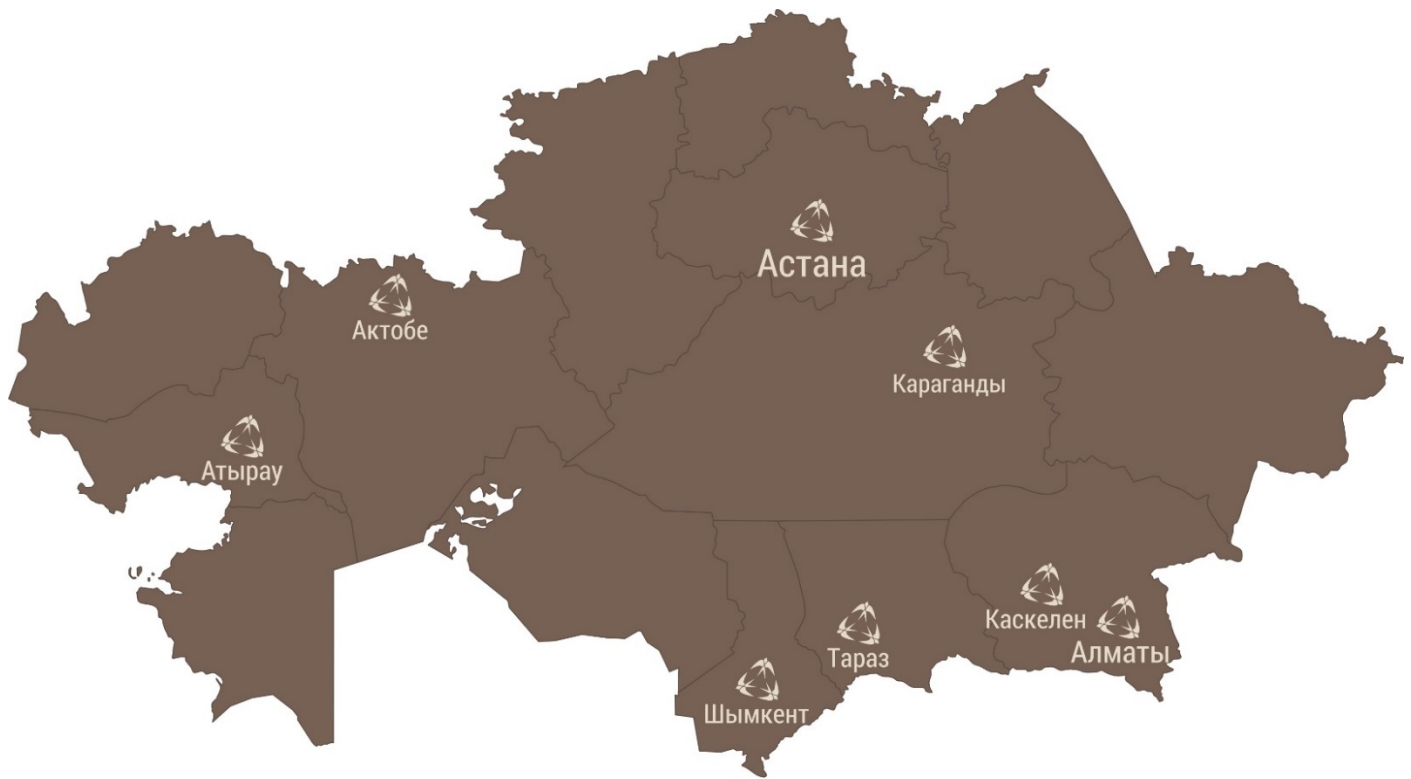 Астана
Актобе
Караганды
Атырау
Каскелен
Алматы
Тараз
Шымкент